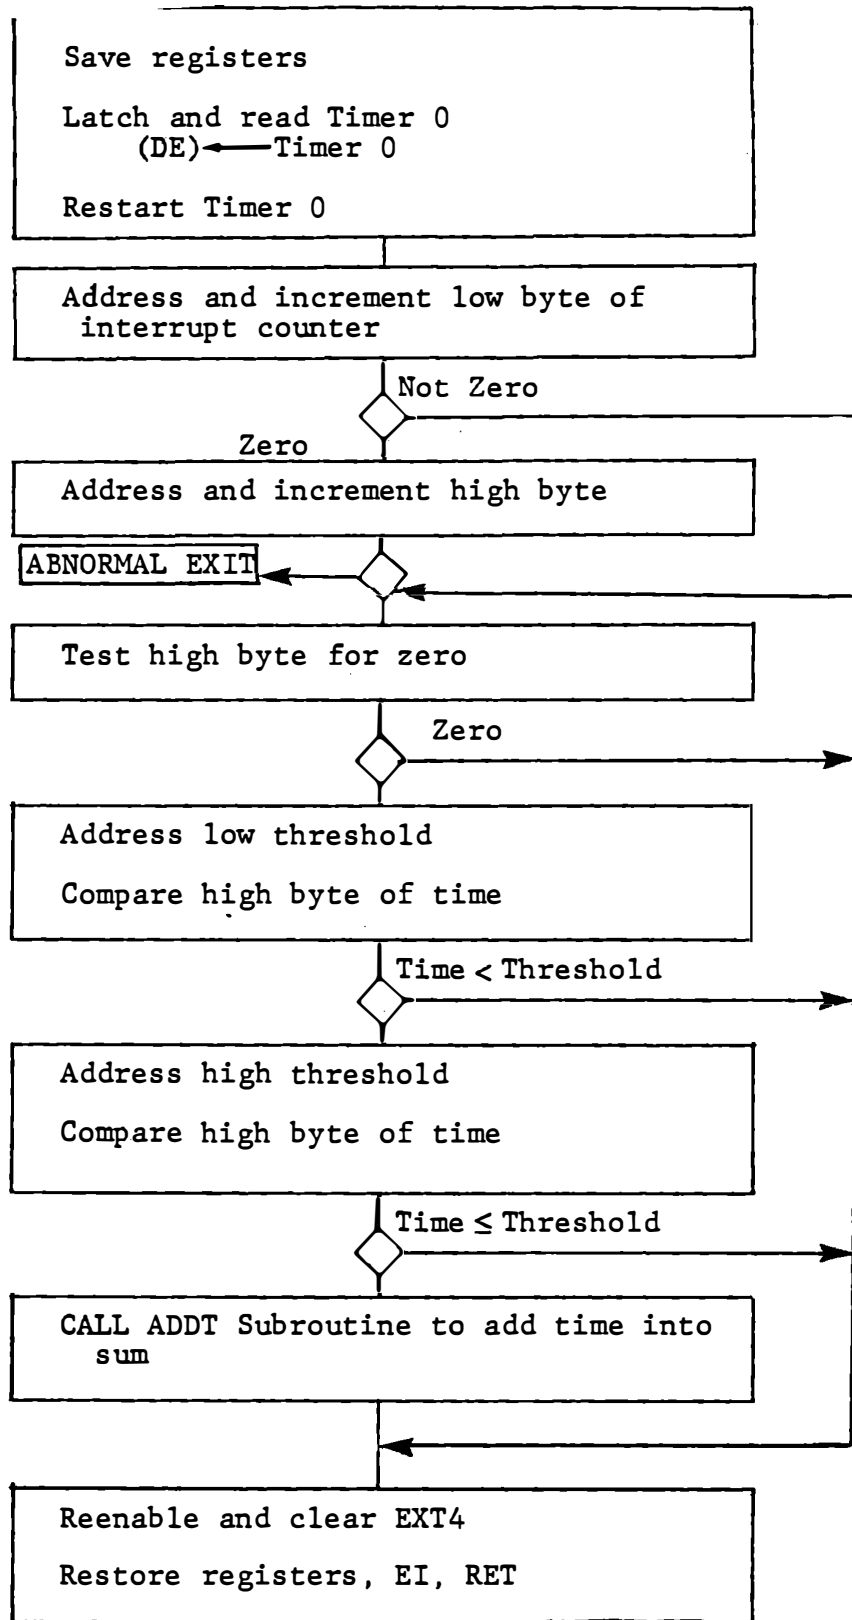 Save registers
Latch and read Timer 0
(DE)←Timer 0
Restart Timer 0
Address and increment low byte of
interrupt counter
Not Zero
Zero
Address and increment high byte
ABNORMAL EXIT
Test high byte for zero
Zero
Address low threshold
Compare high byte of time
Time < Threshold
Address high threshold
Compare high byte of time
Time ≤ Threshold
CALL ADDT Subroutine to add time into
sum
Reenable and clear EXT4
Restore registers, EI, RET